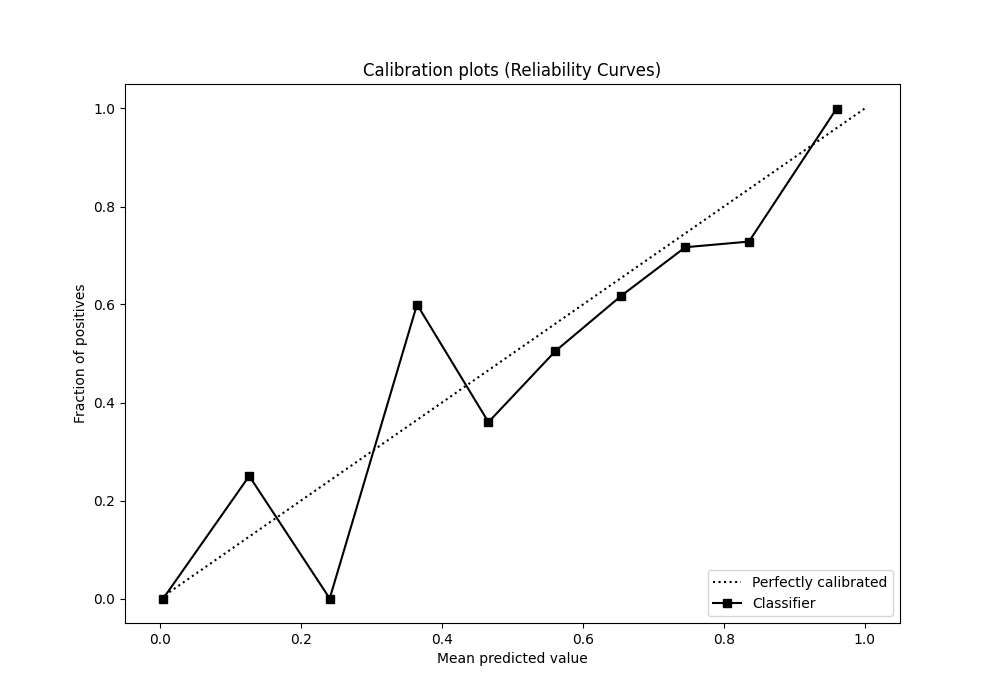 Calibration plots (Reliability Curves)
1.0
0.8
0.6
0.4
0.2
0.0
Fraction of positives
0.0 0.2 0.4 0.6 0.8 1.0
Mean predicted value
Perfectly calibrated
Classifier